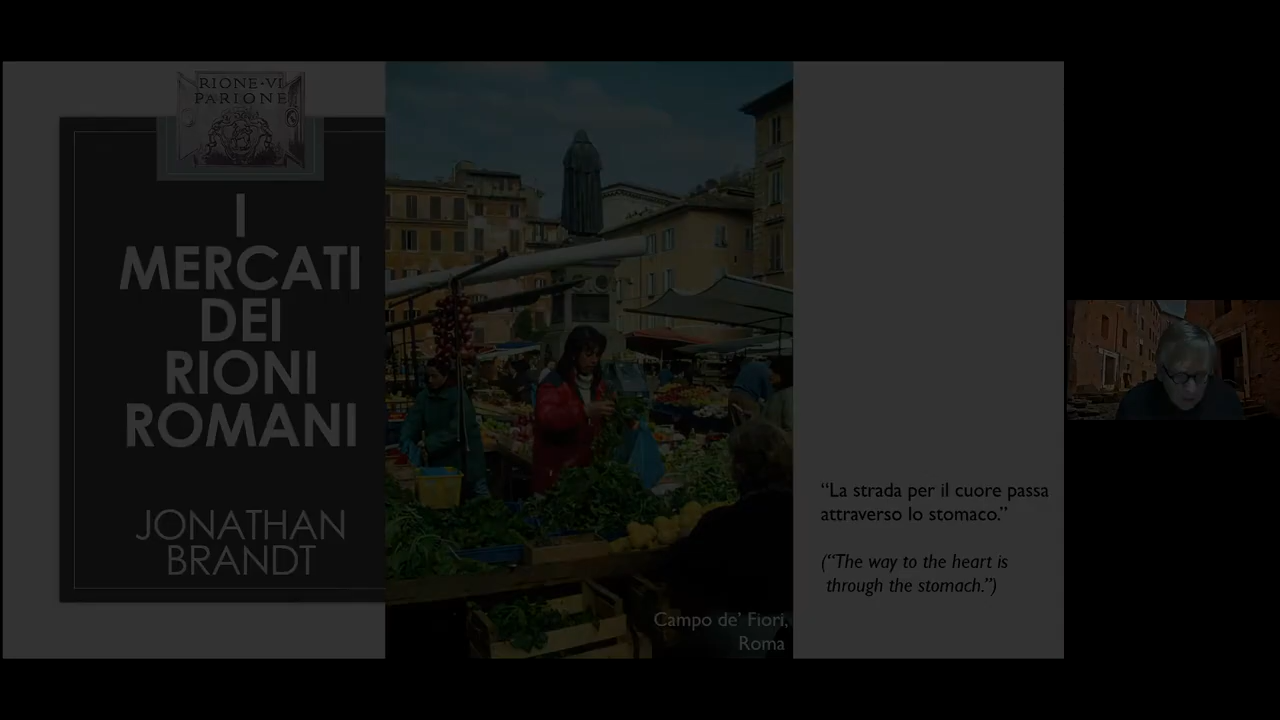 RIONE·VI
PARIONE
I
MERCATI
DEI
RIONI
ROMANI
JONATHAN
BRANDT
Campo de’ Fiori,
Roma
“La strada per il cuore passa
attraverso lo stomaco.”
(“The way to the heart is
through the stomach.”)